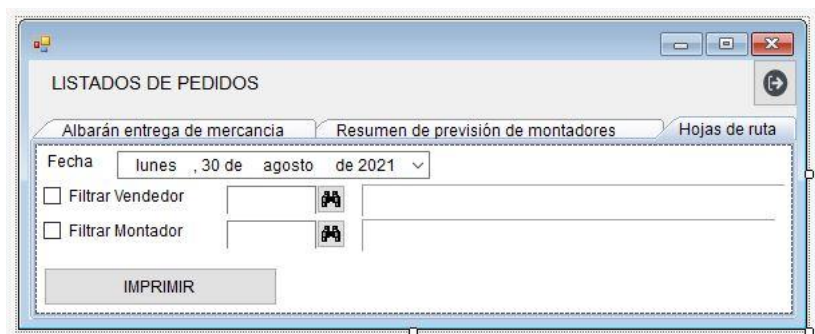 LISTADOS DE PEDIDOS
Albarán entrega de mercancia Resumen de previsión de montadores Hojas de ruta
Fecha lunes , 30 de agosto de 2021
Filtrar Vendedor
Filtrar Montador
IMPRIMIR